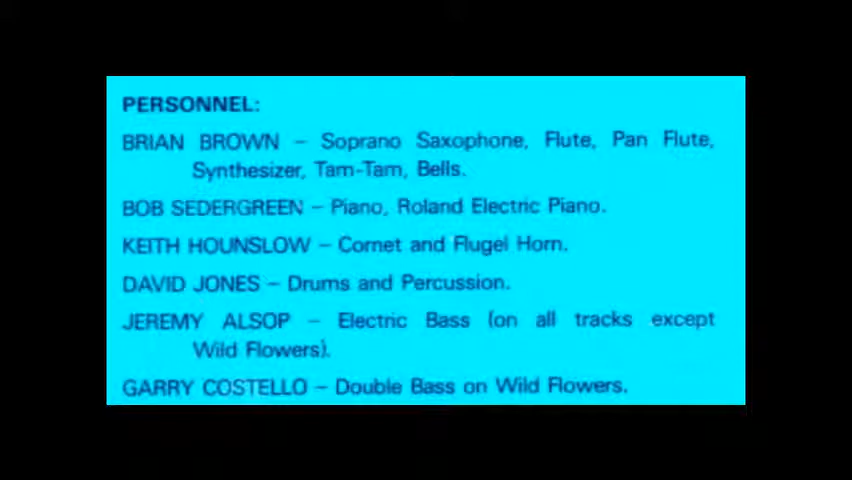 PERSONNEL:
BRIAN BROWN – Soprano Saxophone, Flute, Pan Flute,
Synthesizer, Tam-Tam, Bells.
BOB SEDERGREEN – Piano, Roland Electric Piano.
KEITH HOUNSLOW – Cornet and Flugel Horn.
DAVID JONES – Drums and Percussion.
JEREMY ALSOP – Electric Bass (on all tracks except
Wild Flowers).
GARRY COSTELLO – Double Bass on Wild Flowers.